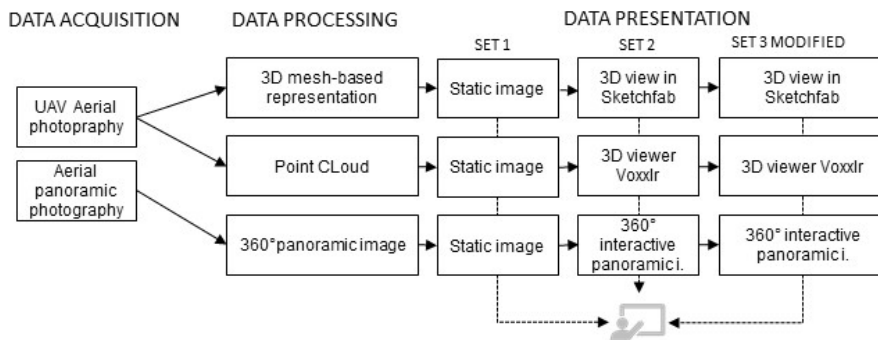 DATA ACQUISITION
DATA PROCESSING
DATA PRESENTATION
SET 1
SET 2
SET 3 MODIFIED
UAV Aerial
photopraphy
Aerial
panoramic
photography
3D mesh-based
representation
Static image
3D view in
Sketchfab
3D view in
Sketchfab
Point CLoud
Static image
3D viewer
Voxxlr
3D viewer Voxxlr
360°panoramic image
Static image
360°
interactive
panoramic i.
360° interactive
panoramic i.